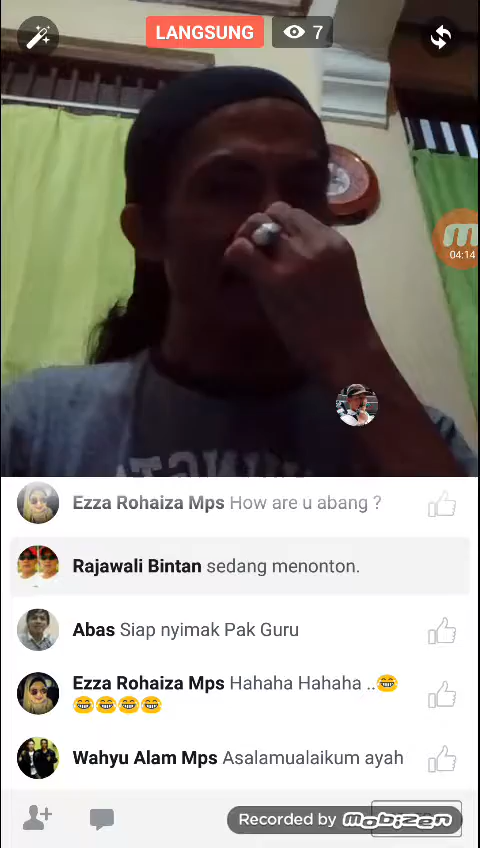 LANGSUNG
7
04:14
Ezza Rohaiza Mps How are u abang ?
Rajawali Bintan sedang menonton.
Abas Siap nyimak Pak Guru
Ezza Rohaiza Mps Hahaha Hahaha ..😂
😂😂😂😂
Wahyu Alam Mps Asalamualaikum ayah
Recorded by mobizen